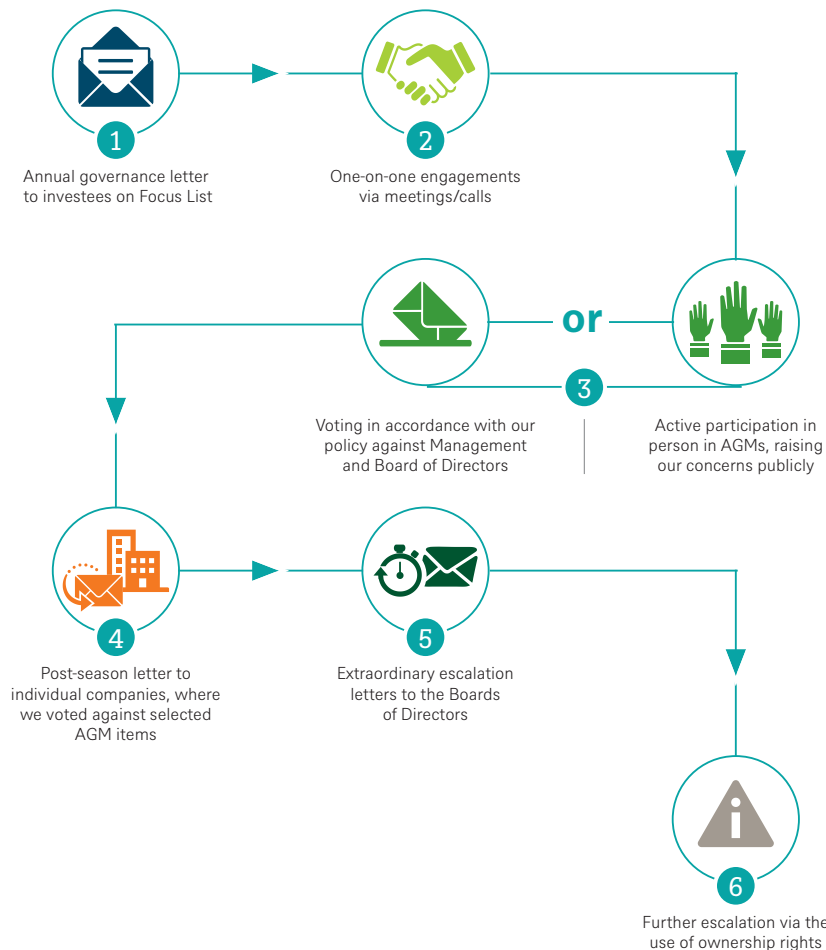 1
Annual governance letter
to investees on Focus List
2
One-on-one engagements
via meetings/calls
or
3
Voting in accordance with our
policy against Management
and Board of Directors
Active participation in
person in AGMs, raising
our concerns publicly
4
Post-season letter to
individual companies, where
we voted against selected
AGM items
5
Extraordinary escalation
letters to the Boards
of Directors
i
6
Further escalation via the
use of ownership rights